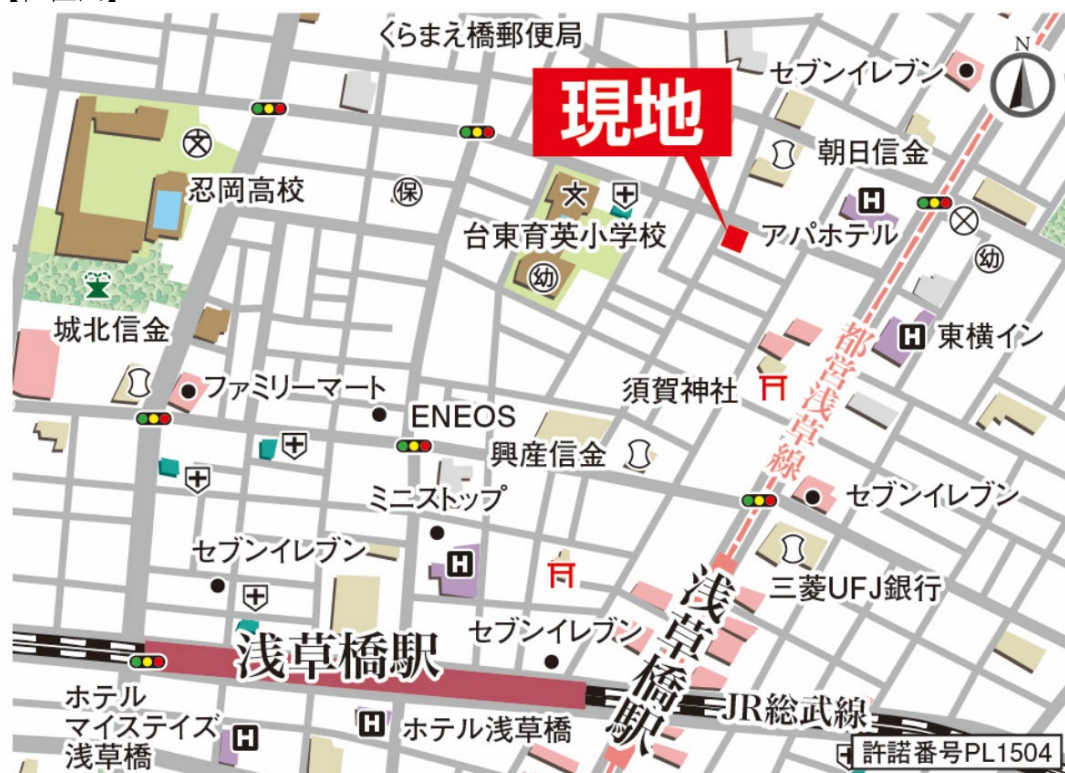 くらまえ橋郵便局
セブンイレブン
N
現地
朝日信金
忍岡高校
保
文
台東育英小学校
H
アパホテル
幼
幼
城北信金
東横イン
H
ファミリーマート
須賀神社
都営浅草線
ENEOS
興産信金
セブンイレブン
ミニストップ
セブンイレブン
H
三菱UFJ銀行
浅草橋駅
セブンイレブン
浅草橋駅
JR総武線
ホテル
マイステイズ
浅草橋
H
H
ホテル浅草橋
許諾番号PL1504